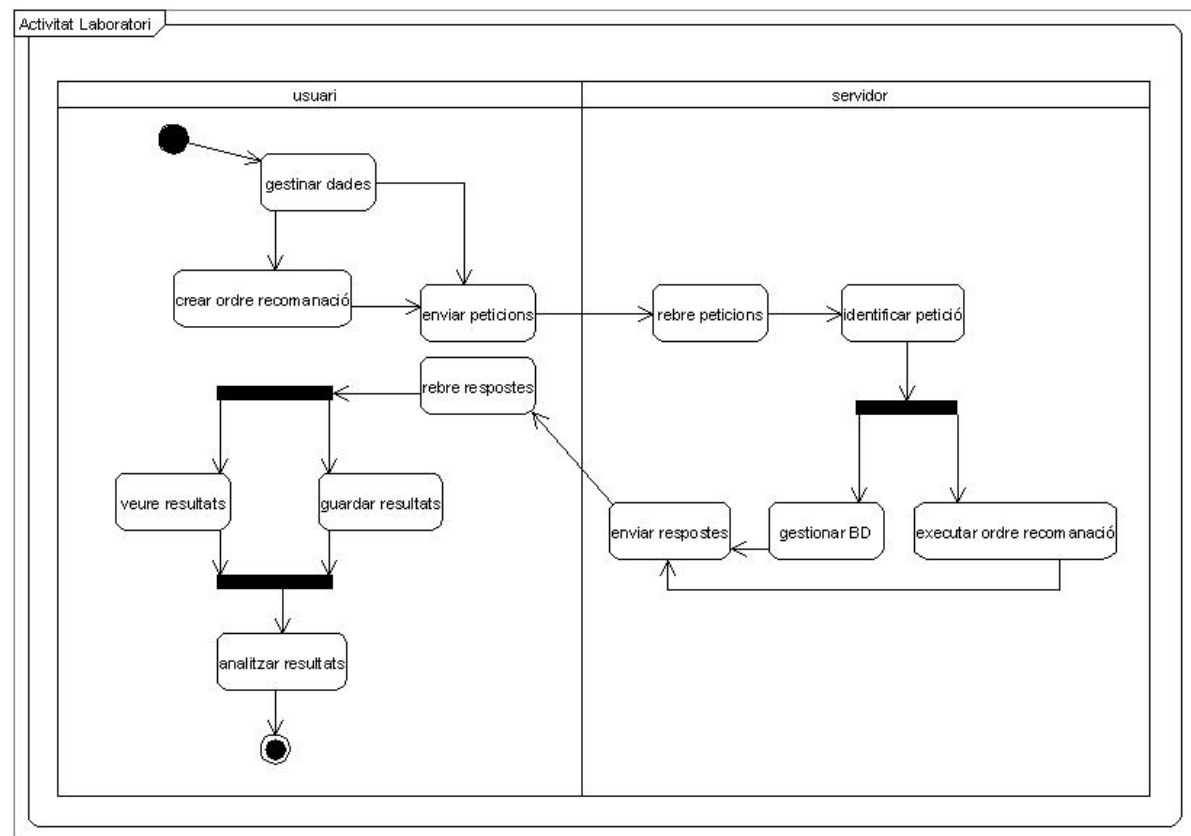 Activitat Laboratori
usuari
servidor
gestinar dades
crear ordre recomanació
enviar peticions
rebre peticions
identificar petició
rebre respostes
veure resultats
guardar resultats
enviar respostes
gestionar BD
executar ordre recomanació
analitzar resultats